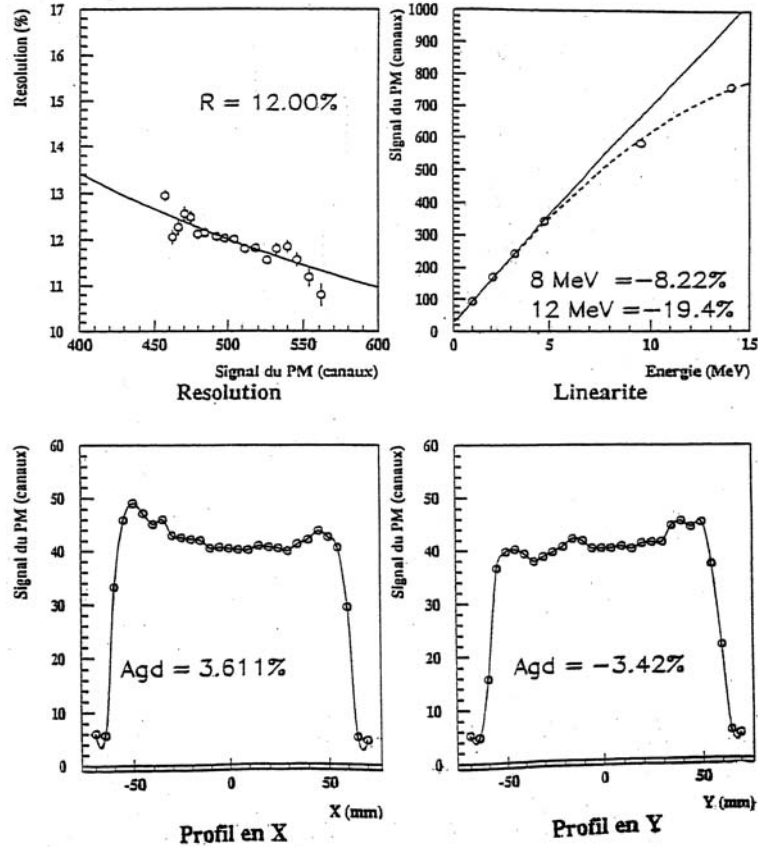 Resolution (%)
17
16
15
14
13
12
11
10
R = 12.00%
400
450
500
550
600
Signal du PM (canaux)
Resolution
Signal du PM (canaux)
1000
900
800
700
600
500
400
300
200
100
0
8 MeV =-8.22%
12 MeV =-19.4%
0
5
10
15
Energie (MeV)
Linearite
Signal du PM (canaux)
60
50
40
30
20
10
0
Agd = 3.611%
-50
0
50
X (mm)
Profil en X
Signal du PM (canaux)
60
50
40
30
20
10
0
Agd = -3.42%
-50
0
50
Y (mm)
Profil en Y